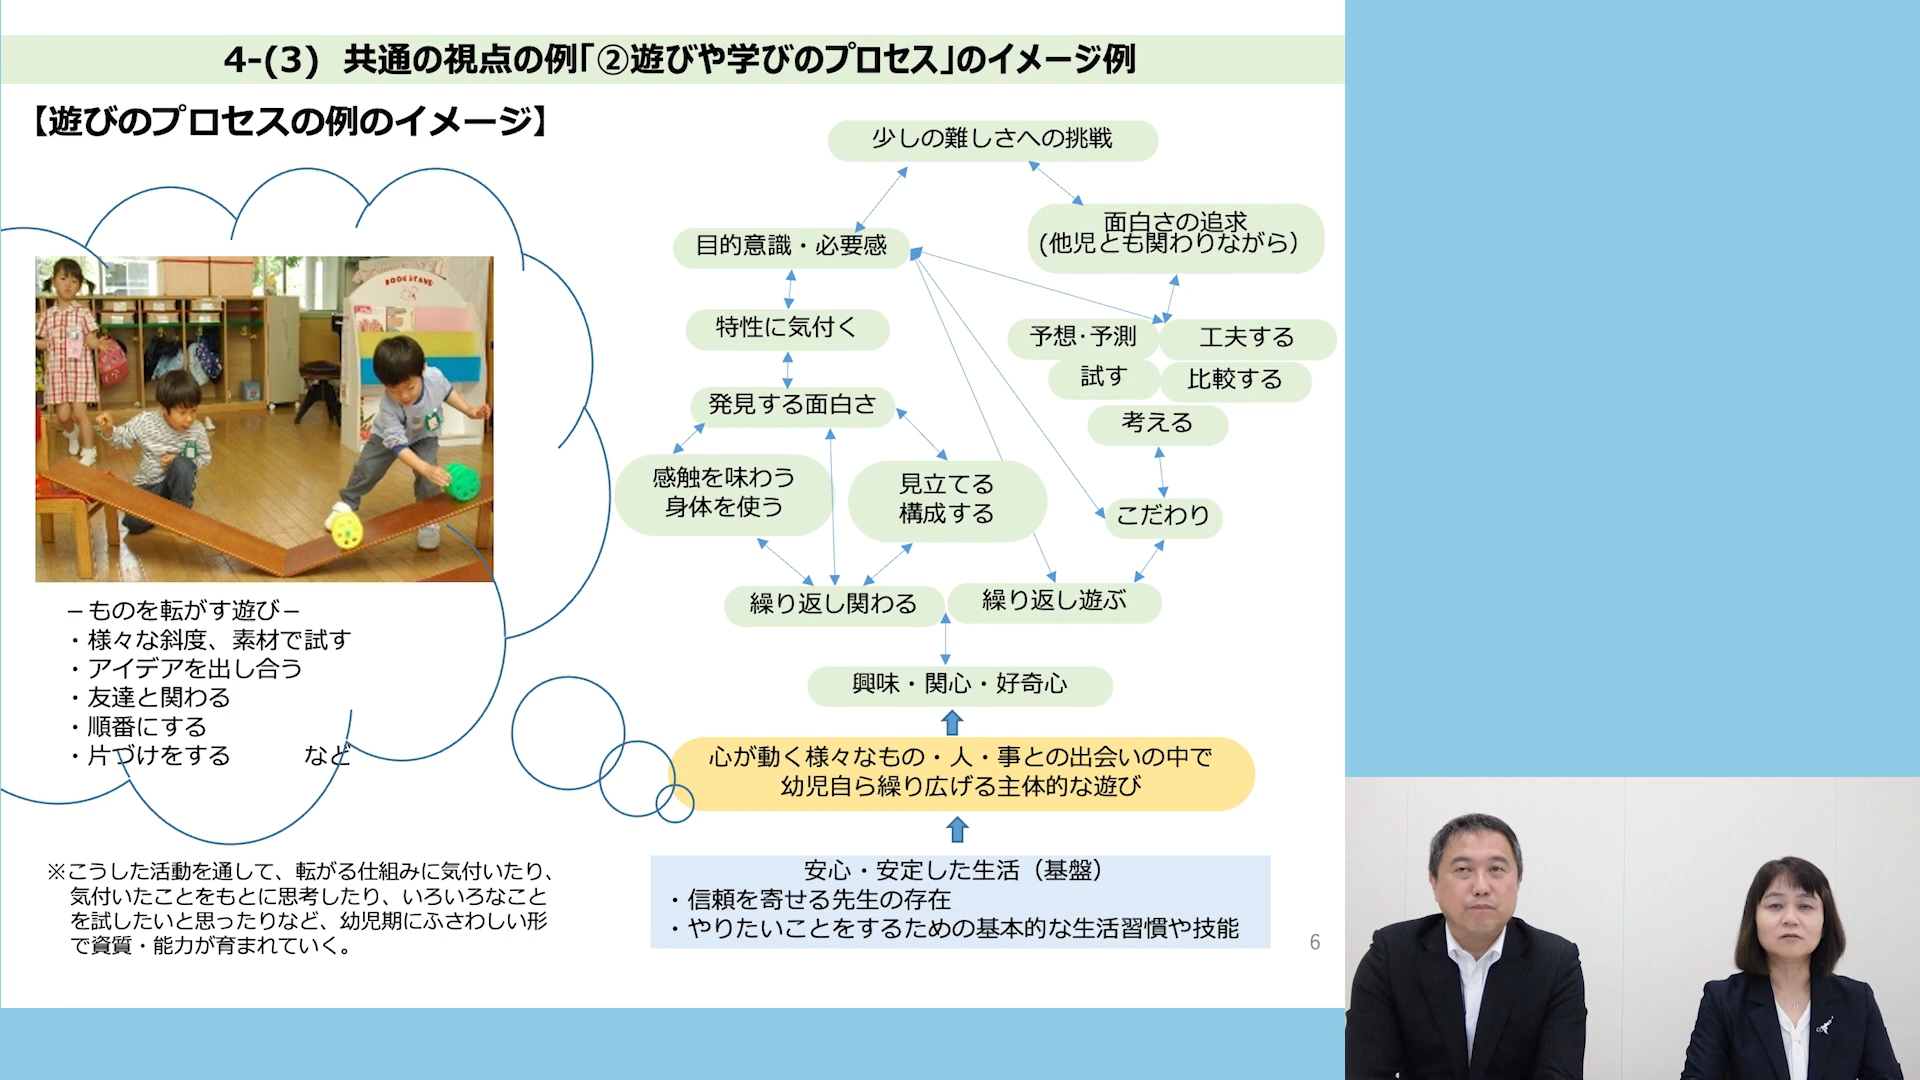 4-(3) 共通の視点の例「②遊びや学びのプロセス」のイメージ例
【遊びのプロセスの例のイメージ】
BOOK STAND
－ものを転がす遊び－
・様々な斜度、素材で試す
・アイデアを出し合う
・友達と関わる
・順番にする
・片づけをする など
※こうした活動を通して、転がる仕組みに気付いたり、
気付いたことをもとに思考したり、いろいろなこと
を試したいと思ったりなど、幼児期にふさわしい形
で資質・能力が育まれていく。
少しの難しさへの挑戦
面白さの追求
(他児とも関わりながら）
目的意識・必要感
特性に気付く
予想･予測
工夫する
試す
比較する
考える
発見する面白さ
感触を味わう
身体を使う
見立てる
構成する
こだわり
繰り返し関わる
繰り返し遊ぶ
興味・関心・好奇心
心が動く様々なもの・人・事との出会いの中で
幼児自ら繰り広げる主体的な遊び
安心・安定した生活（基盤）
・信頼を寄せる先生の存在
・やりたいことをするための基本的な生活習慣や技能
6